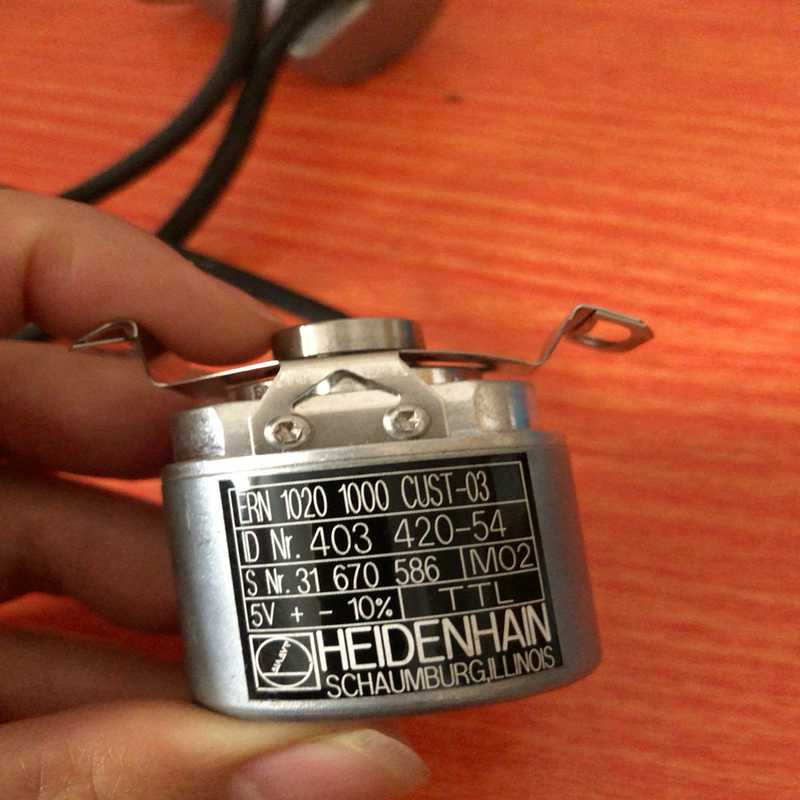 ERN 1020 1000 CUST-03
ID Nr. 403 420-54
S Nr. 31 670 586 M02
5V + - 10% TTL
HEIDENHAIN
SCHAUMBURG,ILLINOIS